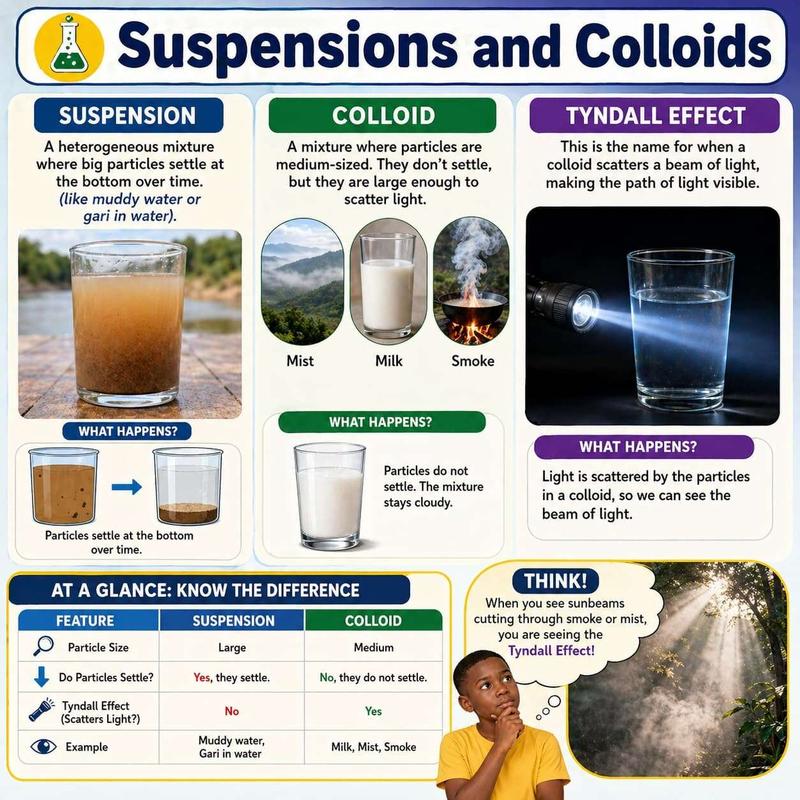 Suspensions and Colloids
SUSPENSION
A heterogeneous mixture
where big particles settle at
the bottom over time.
(like muddy water or
gari in water).
WHAT HAPPENS?
Particles settle at the bottom
over time.
COLLOID
A mixture where particles are
medium-sized. They don't settle,
but they are large enough to
scatter light.
Mist
Milk
Smoke
WHAT HAPPENS?
Particles do not
settle. The mixture
stays cloudy.
TYNDALL EFFECT
This is the name for when a
colloid scatters a beam of light,
making the path of light visible.
WHAT HAPPENS?
Light is scattered by the particles
in a colloid, so we can see the
beam of light.
AT A GLANCE: KNOW THE DIFFERENCE
FEATURE SUSPENSION COLLOID
Particle Size Large Medium
Do Particles Settle? Yes, they settle. No, they do not settle.
Tyndall Effect
(Scatters Light?) No Yes
Example Muddy water,
Gari in water Milk, Mist, Smoke
THINK!
When you see sunbeams
cutting through smoke or mist,
you are seeing the
Tyndall Effect!